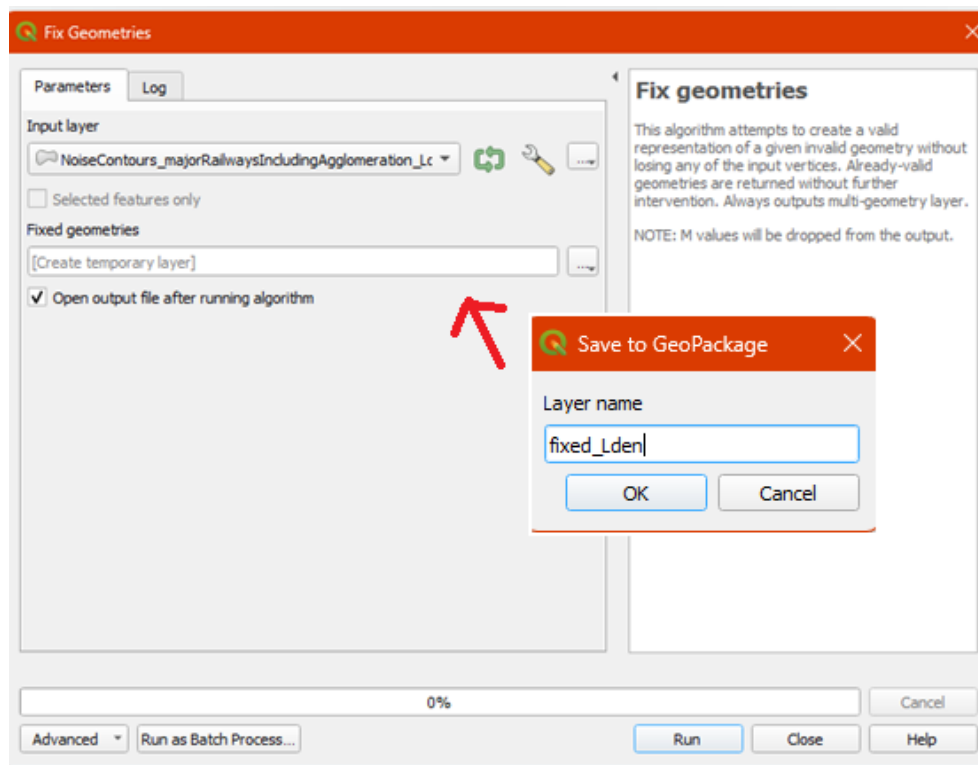 Fix Geometries
Parameters
Log
Input layer
NoiseContours_majorRailwaysIncludingAgglomeration_Lc
Selected features only
Fixed geometries
[Create temporary layer]
Open output file after running algorithm
Fix geometries
This algorithm attempts to create a valid
representation of a given invalid geometry without
losing any of the input vertices. Already-valid
geometries are returned without further
intervention. Always outputs multi-geometry layer.
NOTE: M values will be dropped from the output.
Save to GeoPackage
Layer name
fixed_Lden
OK Cancel
0%
Cancel
Advanced Run as Batch Process... Run Close Help